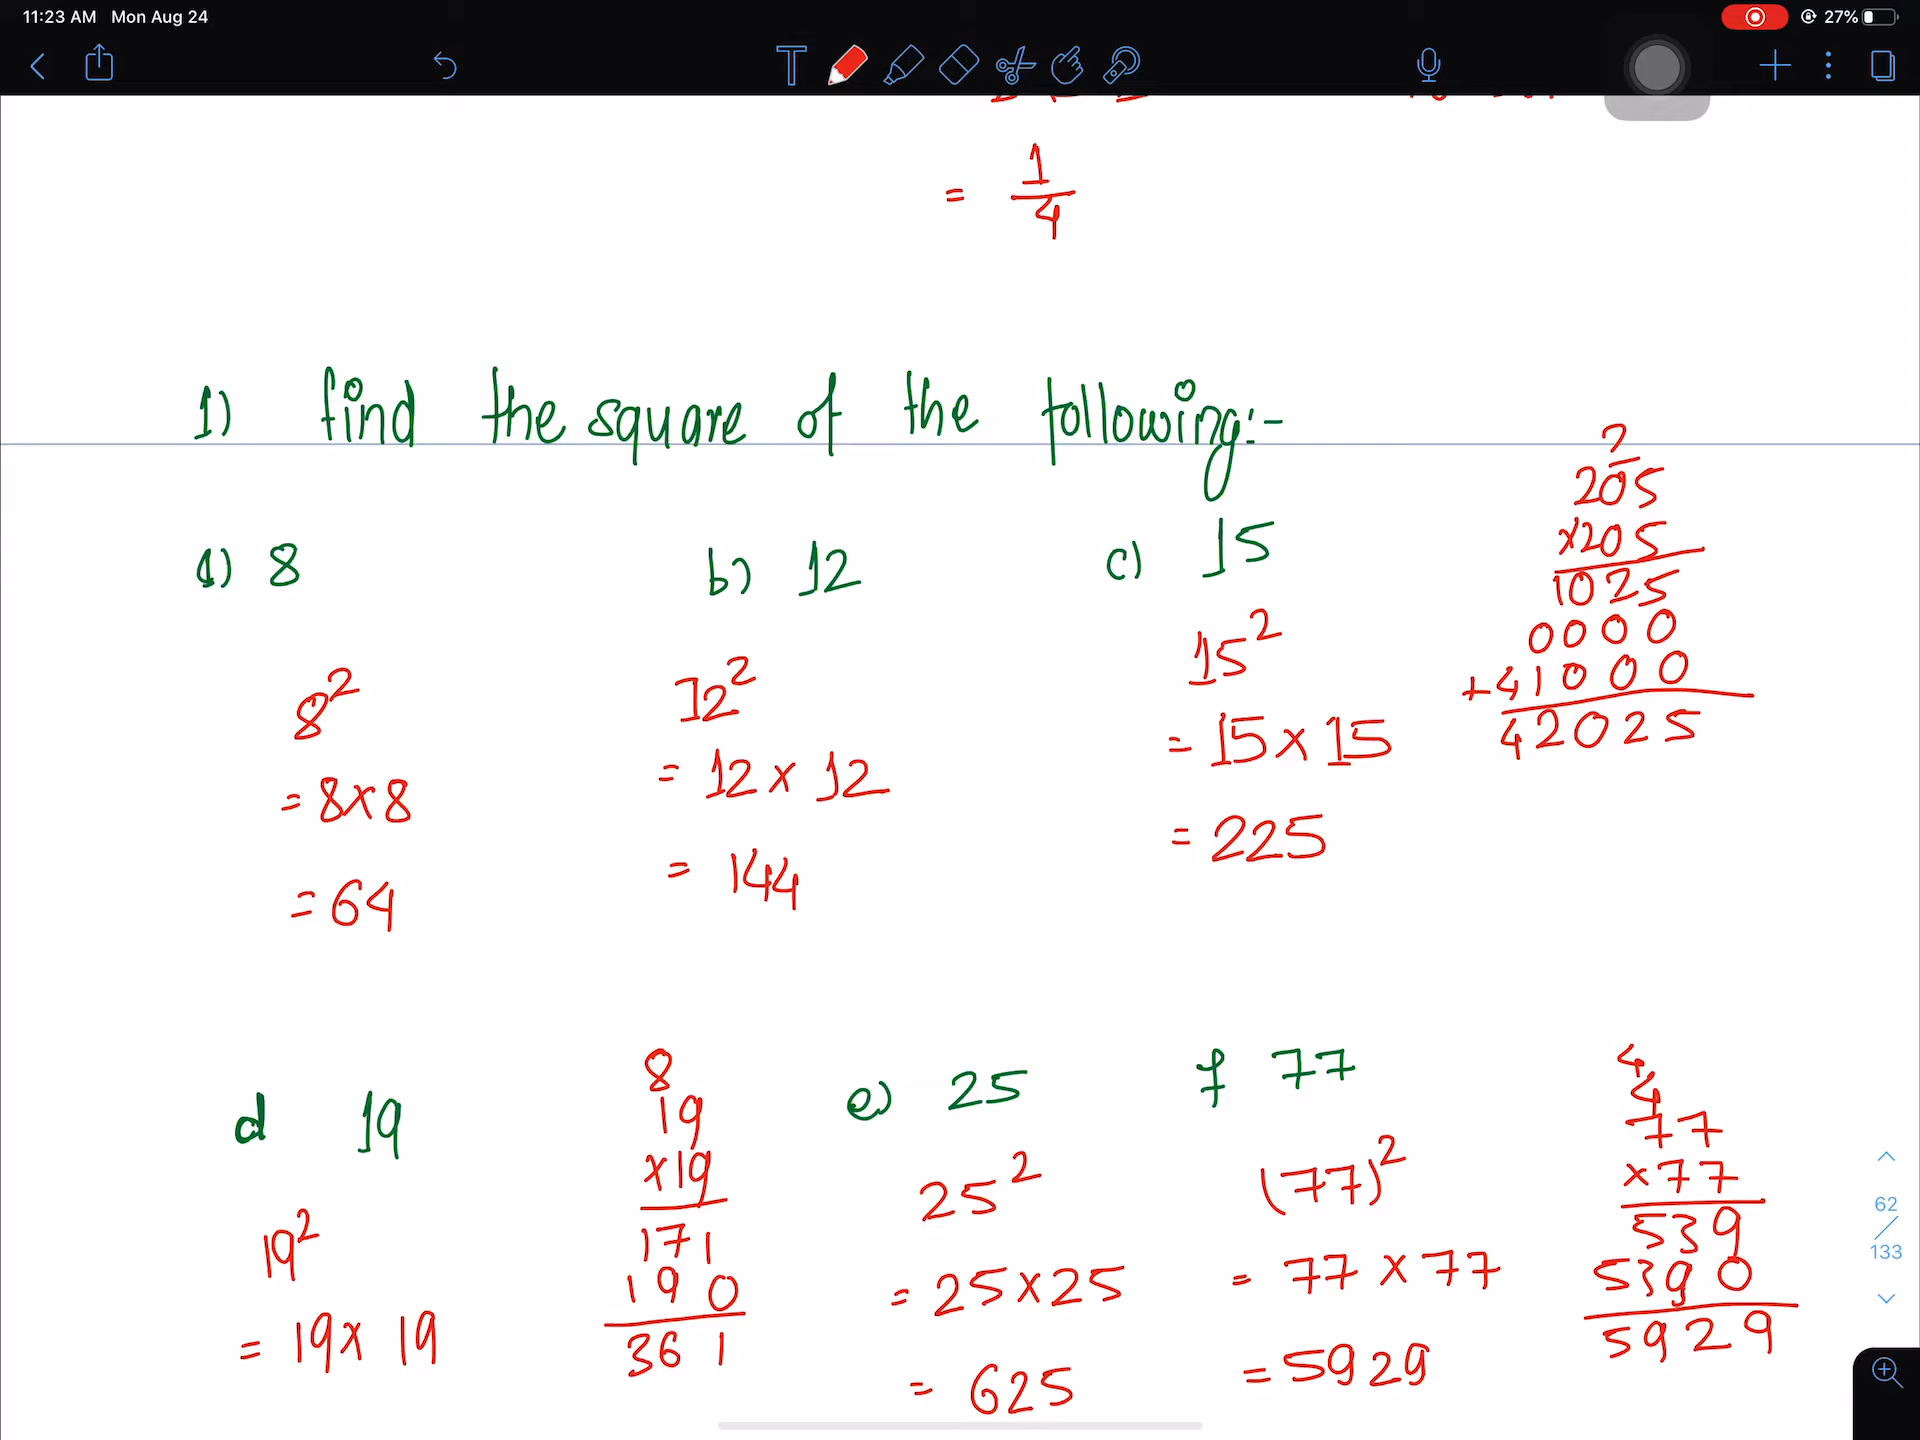 11:23 AM Mon Aug 24
27%
= 1/4
1) find the square of the following:-
a) 8
8²
= 8x8
= 64
b) 12
12²
= 12 x 12
= 144
c) 15
15²
= 15 x 15
= 225
2
205
x205
1025
0000
+41000
42025
d 19
19²
= 19x 19
8
19
x19
171
190
361
e) 25
25²
= 25x25
= 625
f 77
(77)²
= 77 x 77
= 5929
4
4
77
x77
539
5390
5929
62
/
133